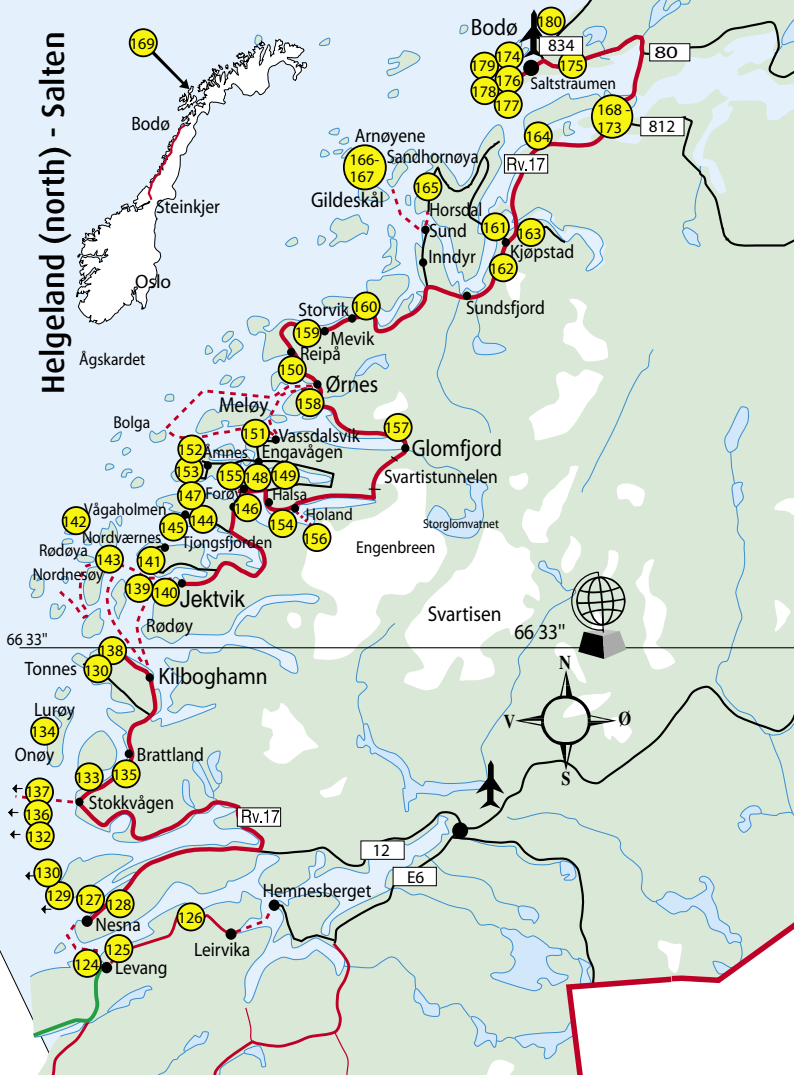 Helgeland (north) - Salten
169
Bodø
Steinkjer
Oslo
Ågskardet
Bodø
180
834
80
179
174
175
176
178
177
Saltstraumen
168-
173
812
164
Rv.17
Arnøyene
Sandhornøya
166-
167
165
Gildeskål
Horsdal
Sund
161
163
Kjøpstad
162
Inndyr
Sundsfjord
Storvik
160
159
Mevik
Reipå
150
Ørnes
158
Meløy
157
Bolga
151
Vassdalsvik
Glomfjord
152
Åmnes
Engavågen
153
155
148
149
Svartistunnelen
147
Forøy
Halsa
Vågaholmen
146
Holand
142
145
144
154
156
Storglomvatnet
Nordværnes
Tjongsfjorden
Engenbreen
Rødøya
143
141
Nordnesøy
139
140
Jektvik
Rødøy
Svartisen
66 33"
66 33"
138
Tonnes
130
Kilboghamn
N
V
Ø
S
Lurøy
134
Onøy
Brattland
133
135
137
Stokkvågen
136
132
Rv.17
12
E6
130
129
127
128
Hemnesberget
Nesna
126
Leirvika
125
124
Levang